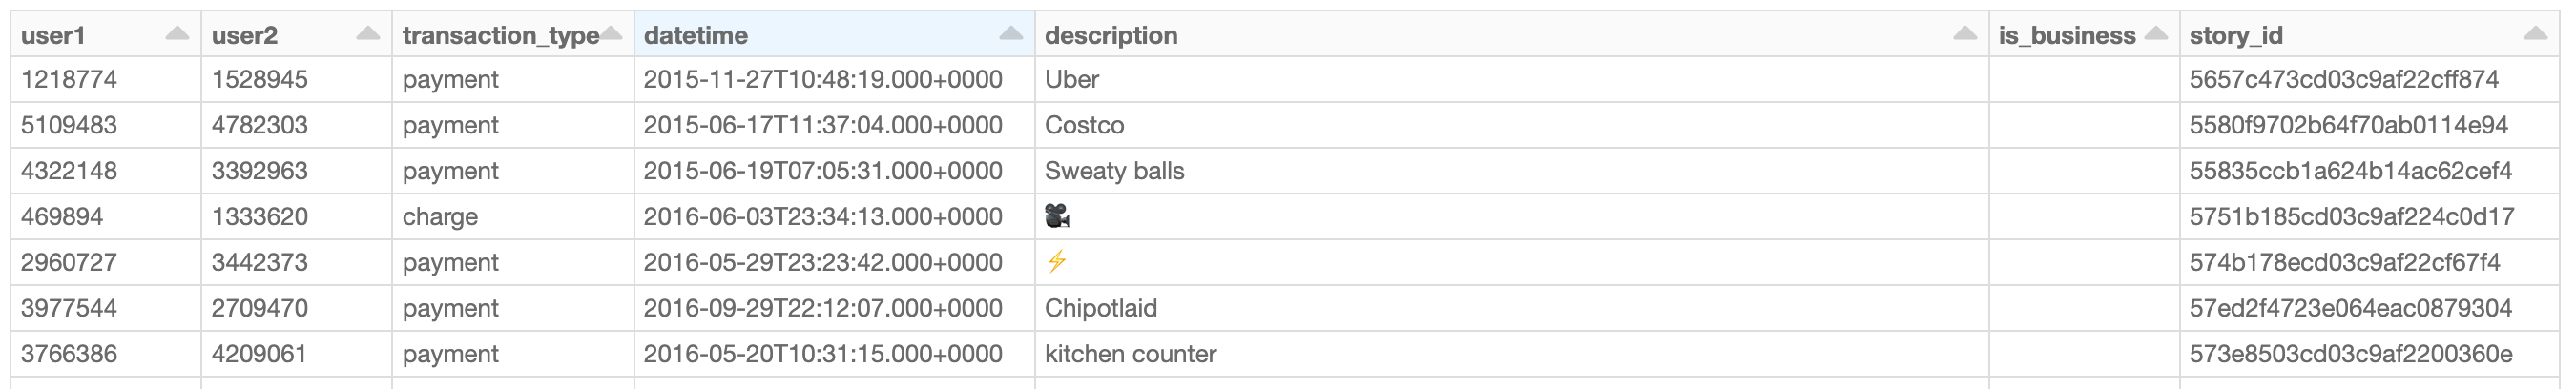 user1 user2 transaction_type datetime description is_business story_id
1218774 1528945 payment 2015-11-27T10:48:19.000+0000 Uber 5657c473cd03c9af22cff874
5109483 4782303 payment 2015-06-17T11:37:04.000+0000 Costco 5580f9702b64f70ab0114e94
4322148 3392963 payment 2015-06-19T07:05:31.000+0000 Sweaty balls 55835ccb1a624b14ac62cef4
469894 1333620 charge 2016-06-03T23:34:13.000+0000 🎥 5751b185cd03c9af224c0d17
2960727 3442373 payment 2016-05-29T23:23:42.000+0000 ⚡ 574b178ecd03c9af22cf67f4
3977544 2709470 payment 2016-09-29T22:12:07.000+0000 Chipotlaid 57ed2f4723e064eac0879304
3766386 4209061 payment 2016-05-20T10:31:15.000+0000 kitchen counter 573e8503cd03c9af2200360e